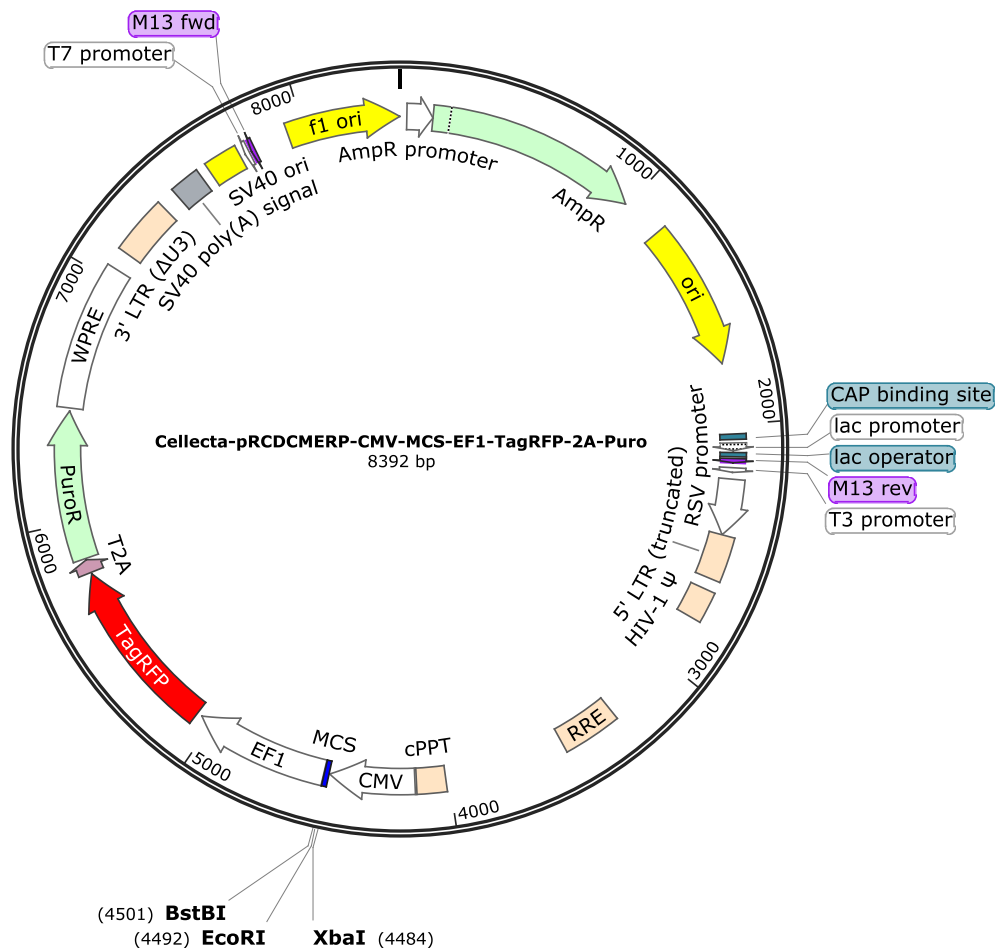 M13 fwd
T7 promoter
8000
f1 ori
AmpR promoter
1000
AmpR
SV40 ori
SV40 poly(A) signal
3' LTR (ΔU3)
7000
WPRE
ori
2000
CAP binding site
lac promoter
lac operator
M13 rev
T3 promoter
RSV promoter
Cellecta-pRCDCMERP-CMV-MCS-EF1-TagRFP-2A-Puro
8392 bp
PuroR
6000
T2A
5' LTR (truncated)
HIV-1 Ψ
TagRFP
3000
RRE
MCS
cPPT
EF1
CMV
5000
4000
(4501) BstBI
(4492) EcoRI
XbaI (4484)